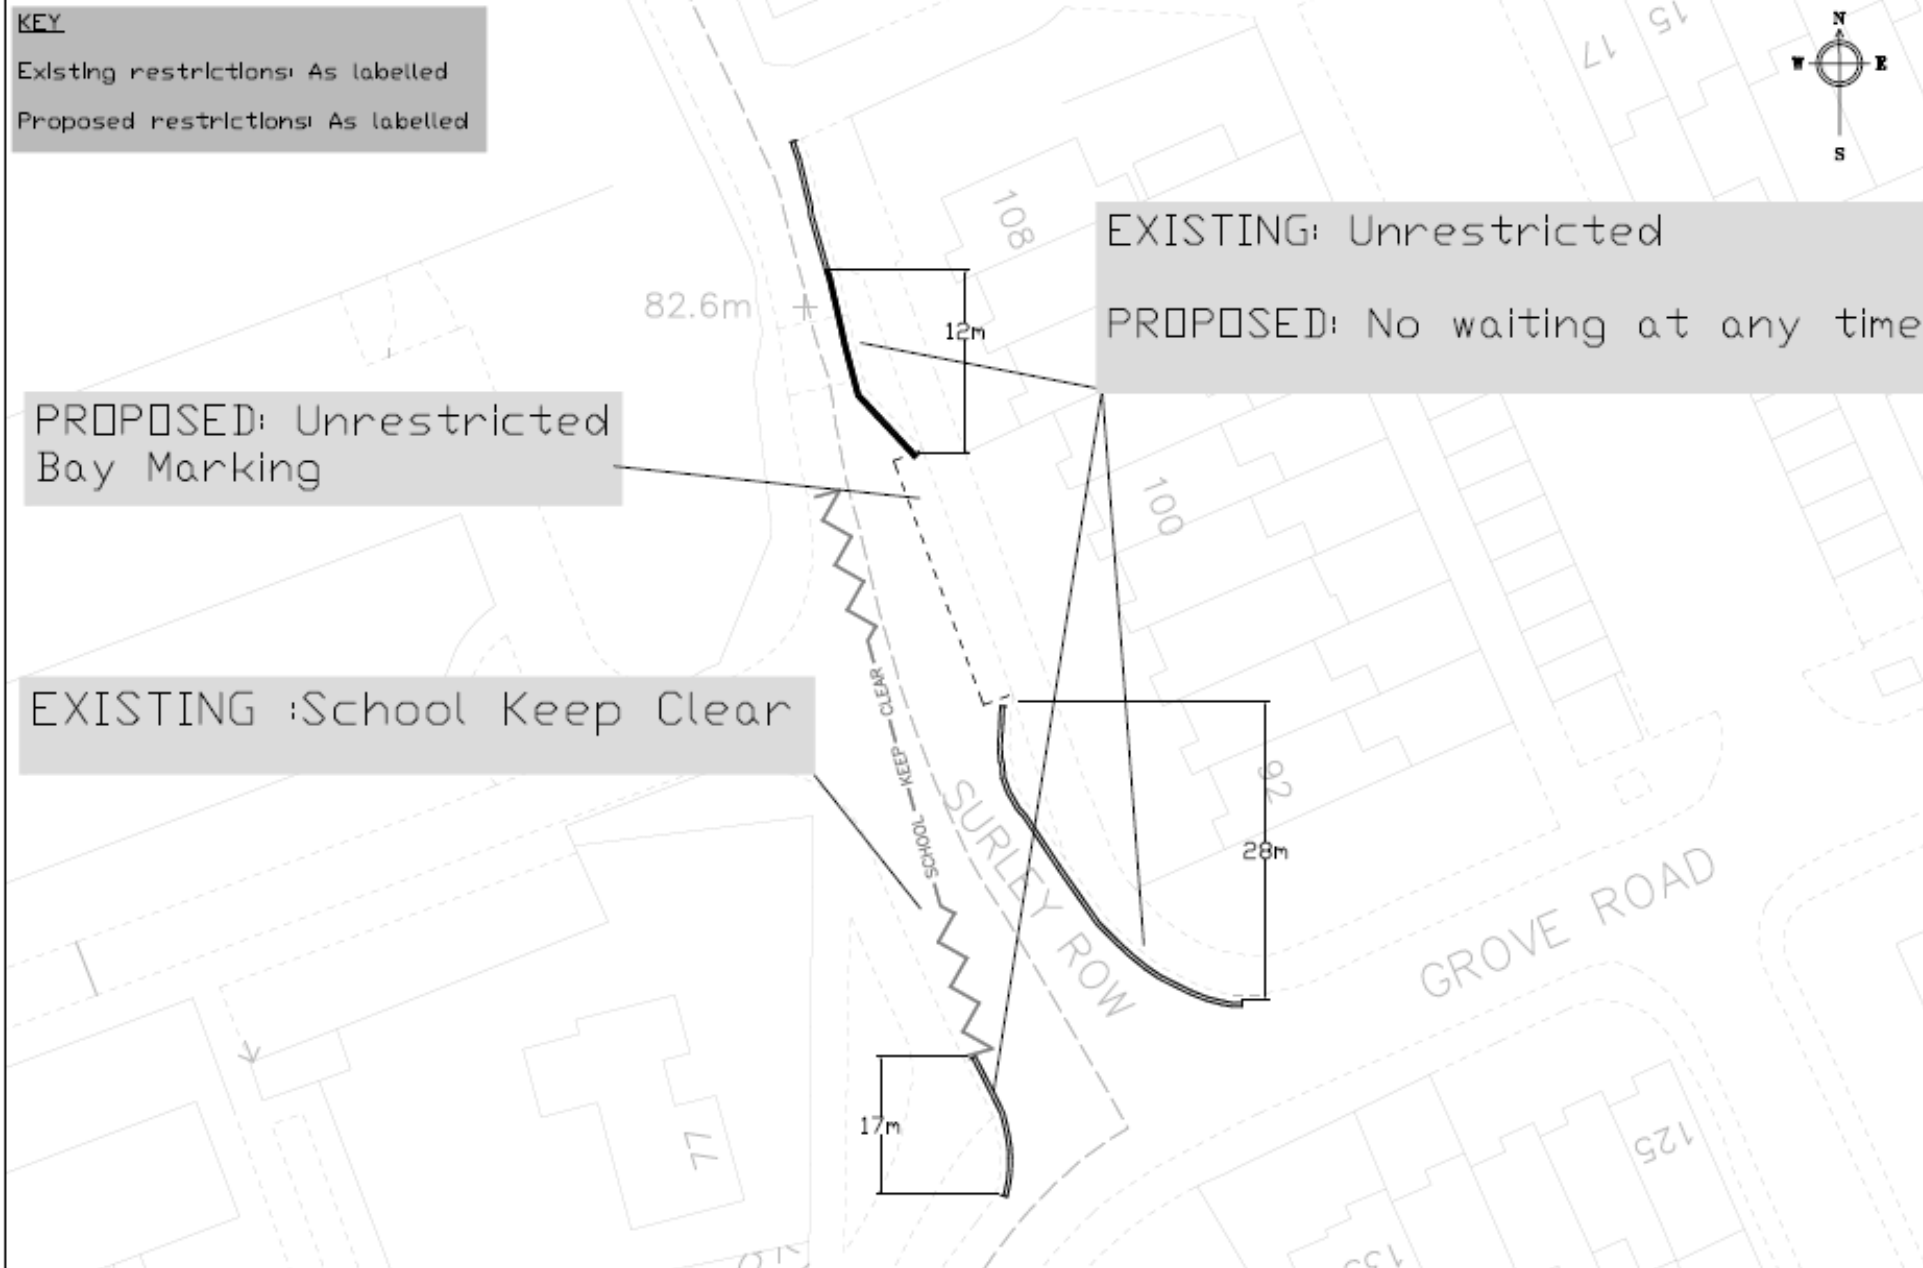 KEY
Existing restrictions: As labelled
Proposed restrictions: As labelled
N
W E
S
15
17
108
EXISTING: Unrestricted
PROPOSED: No waiting at any time
82.6m
12m
PROPOSED: Unrestricted
Bay Marking
100
EXISTING :School Keep Clear
SCHOOL KEEP CLEAR
92
SURLEY ROW
28m
GROVE ROAD
17m
77
125